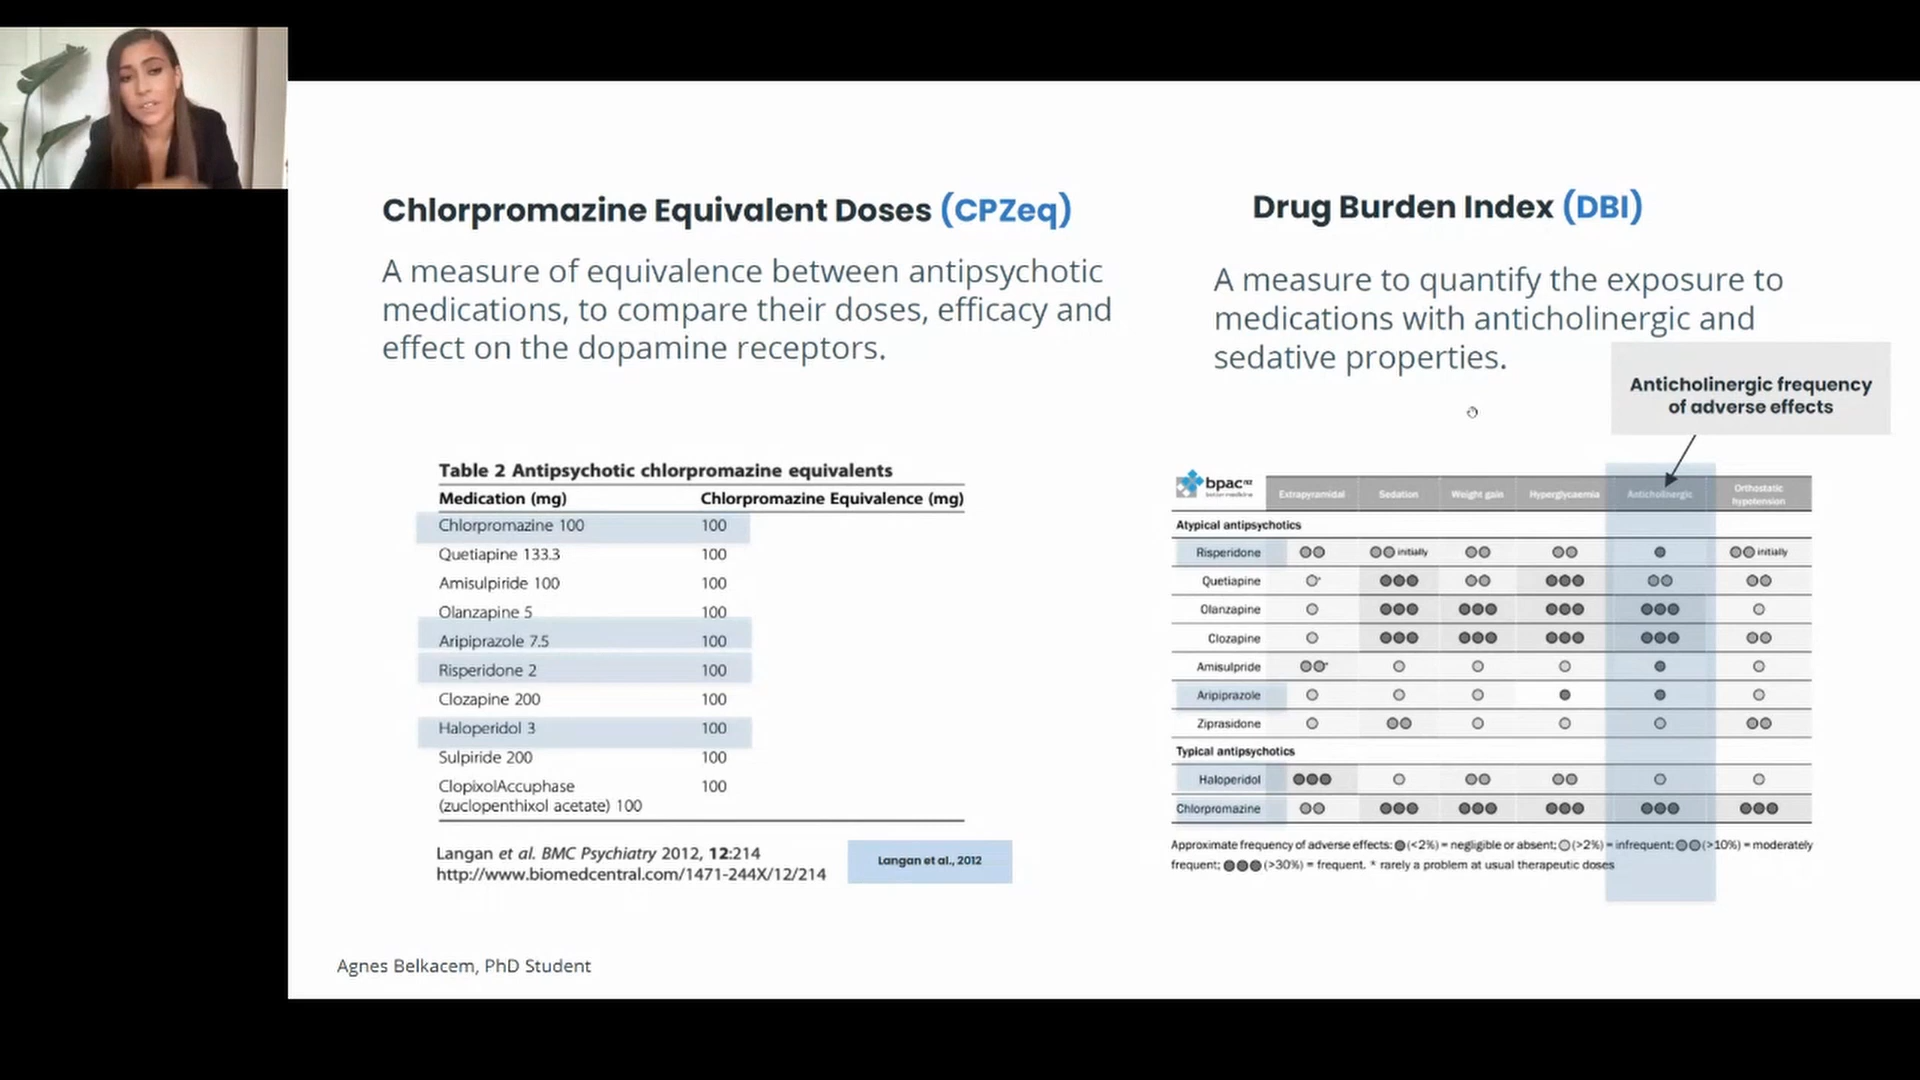 Chlorpromazine Equivalent Doses (CPZeq)
A measure of equivalence between antipsychotic
medications, to compare their doses, efficacy and
effect on the dopamine receptors.
Table 2 Antipsychotic chlorpromazine equivalents
Medication (mg) Chlorpromazine Equivalence (mg)
Chlorpromazine 100 100
Quetiapine 133.3 100
Amisulpiride 100 100
Olanzapine 5 100
Aripiprazole 7.5 100
Risperidone 2 100
Clozapine 200 100
Haloperidol 3 100
Sulpiride 200 100
ClopixolAccuphase 100
(zuclopenthixol acetate) 100
Langan et al. BMC Psychiatry 2012, 12:214
http://www.biomedcentral.com/1471-244X/12/214
Langan et al., 2012
Drug Burden Index (DBI)
A measure to quantify the exposure to
medications with anticholinergic and
sedative properties.
Anticholinergic frequency
of adverse effects
bpac nz
better medicine
Extrapyramidal Sedation Weight gain Hyperglycaemia Anticholinergic Orthostatic
hypotension
Atypical antipsychotics
Risperidone initially initially
Quetiapine *
Olanzapine
Clozapine
Amisulpride *
Aripiprazole
Ziprasidone
Typical antipsychotics
Haloperidol
Chlorpromazine
Approximate frequency of adverse effects: (<2%) = negligible or absent; (>2%) = infrequent; (>10%) = moderately
frequent; (>30%) = frequent. * rarely a problem at usual therapeutic doses
Agnes Belkacem, PhD Student